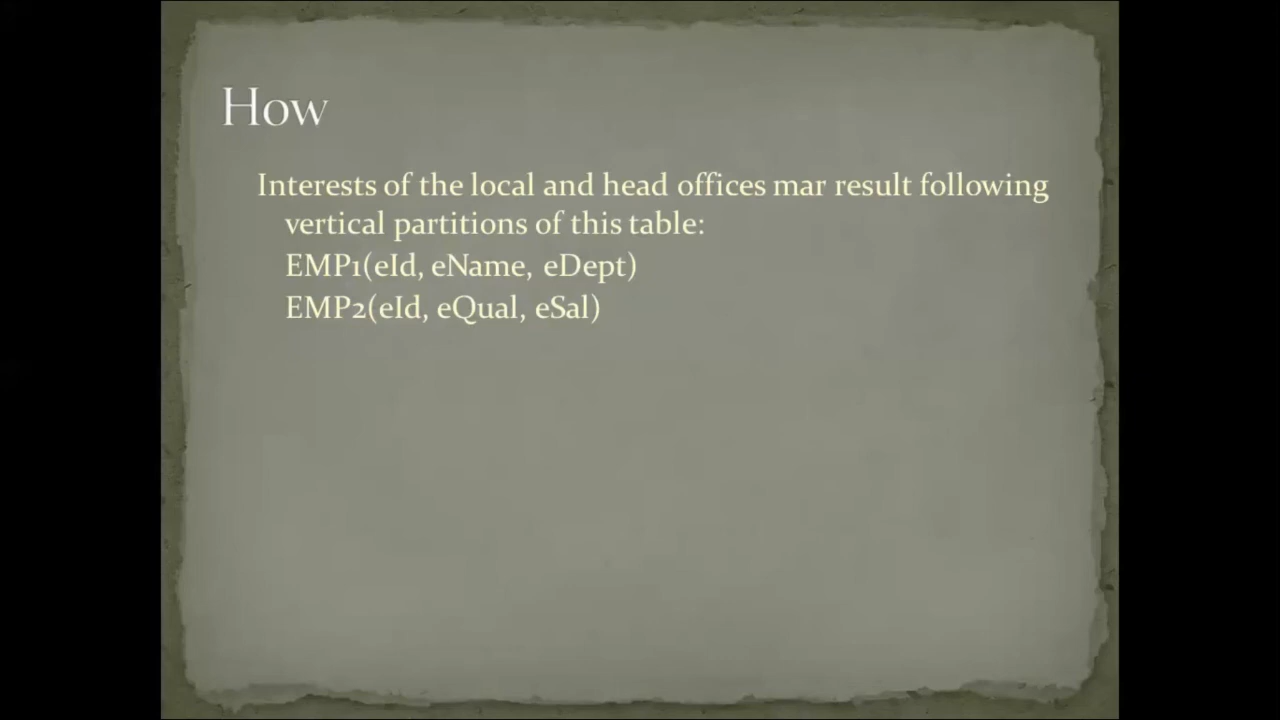 How
Interests of the local and head offices mar result following
vertical partitions of this table:
EMP1(eId, eName, eDept)
EMP2(eId, eQual, eSal)